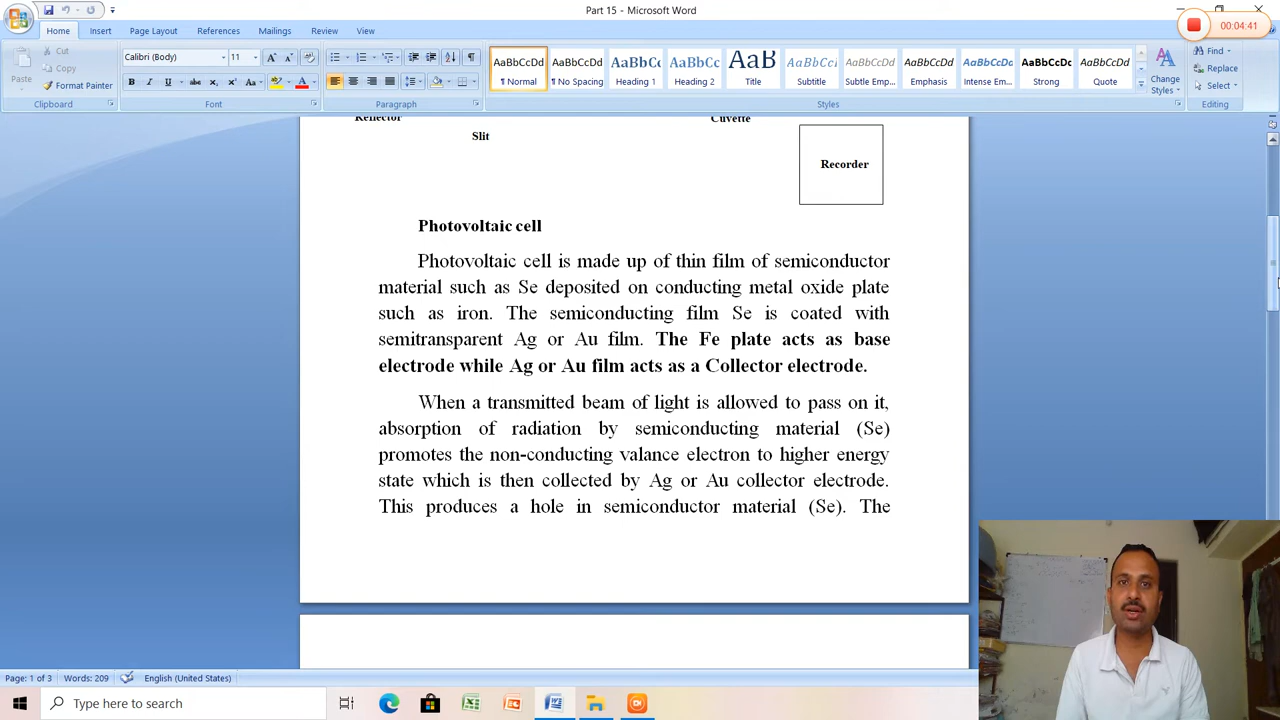 Part 15 - Microsoft Word
00:04:41
Home Insert Page Layout References Mailings Review View
Paste
Cut
Copy
Format Painter
Clipboard
Calibri (Body) 11
Font
Paragraph
AaBbCcDd AaBbCcDd AaBbCc AaBbCc AaB AaBbCcI AaBbCcDd AaBbCcDd AaBbCcDd AaBbCcDc AaBbCcDd
¶ Normal ¶ No Spacing Heading 1 Heading 2 Title Subtitle Subtle Emp... Emphasis Intense Em... Strong Quote
Styles
Change
Styles
Find
Replace
Select
Editing
Reflector
Slit
Cuvette
Recorder
Photovoltaic cell
Photovoltaic cell is made up of thin film of semiconductor
material such as Se deposited on conducting metal oxide plate
such as iron. The semiconducting film Se is coated with
semitransparent Ag or Au film. The Fe plate acts as base
electrode while Ag or Au film acts as a Collector electrode.
When a transmitted beam of light is allowed to pass on it,
absorption of radiation by semiconducting material (Se)
promotes the non-conducting valance electron to higher energy
state which is then collected by Ag or Au collector electrode.
This produces a hole in semiconductor material (Se). The
Page: 1 of 3 Words: 209 English (United States)
Type here to search